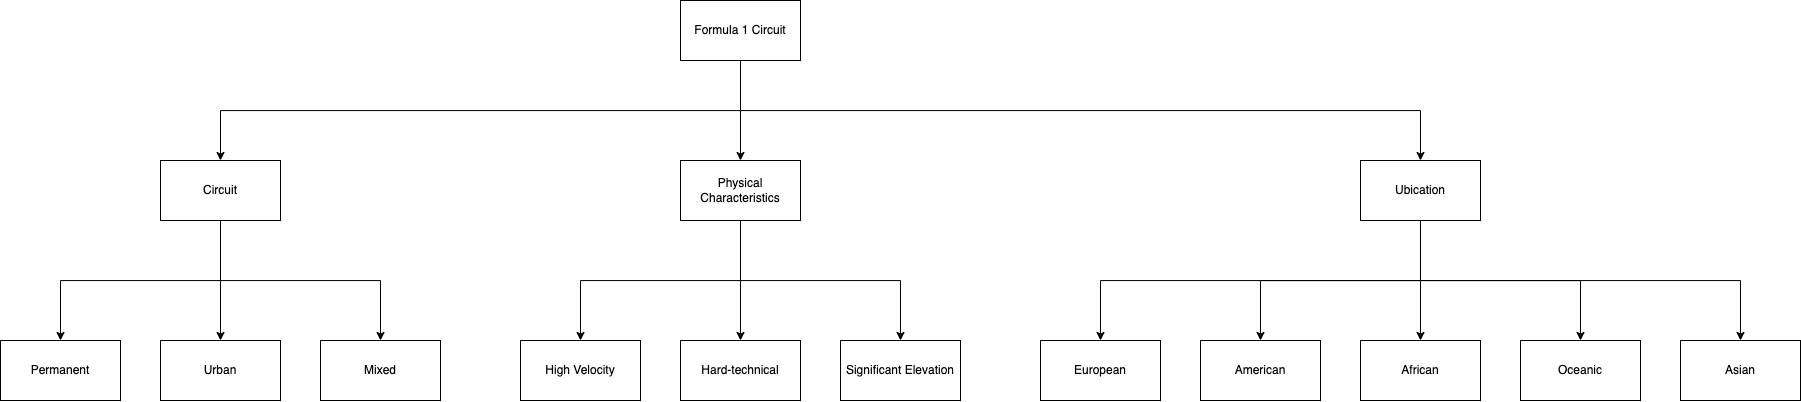 Formula 1 Circuit
Circuit
Physical
Characteristics
Ubication
Permanent
Urban
Mixed
High Velocity
Hard-technical
Significant Elevation
European
American
African
Oceanic
Asian